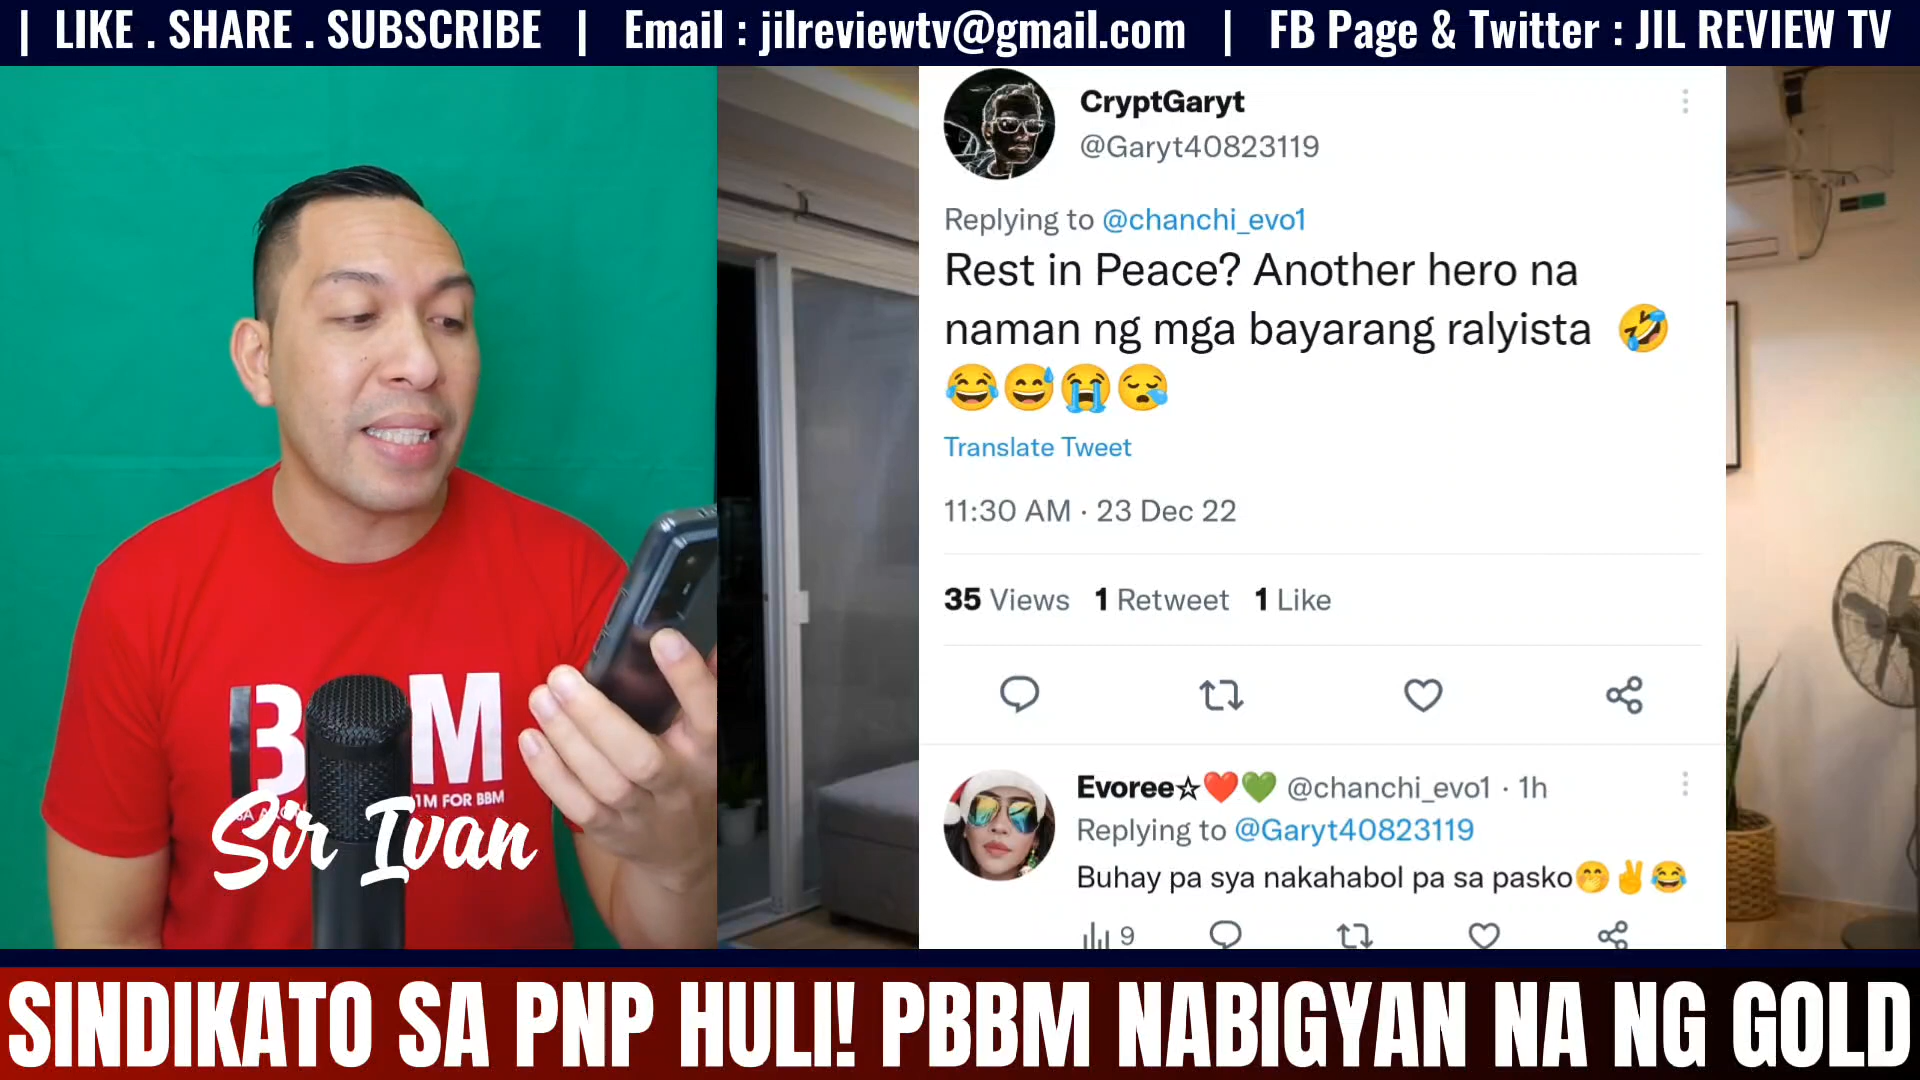 | LIKE . SHARE . SUBSCRIBE | Email : jilreviewtv@gmail.com | FB Page & Twitter : JIL REVIEW TV
CryptGaryt
@Garyt40823119
Replying to @chanchi_evo1
Rest in Peace? Another hero na
naman ng mga bayarang ralyista 🤣
😂😅😭😪
Translate Tweet
11:30 AM · 23 Dec 22
35 Views 1 Retweet 1 Like
Evoree☆❤️💚 @chanchi_evo1 · 1h
Replying to @Garyt40823119
Buhay pa sya nakahabol pa sa pasko🤭✌️😂
9
1M FOR BBM
Sir Ivan
SINDIKATO SA PNP HULI! PBBM NABIGYAN NA NG GOLD